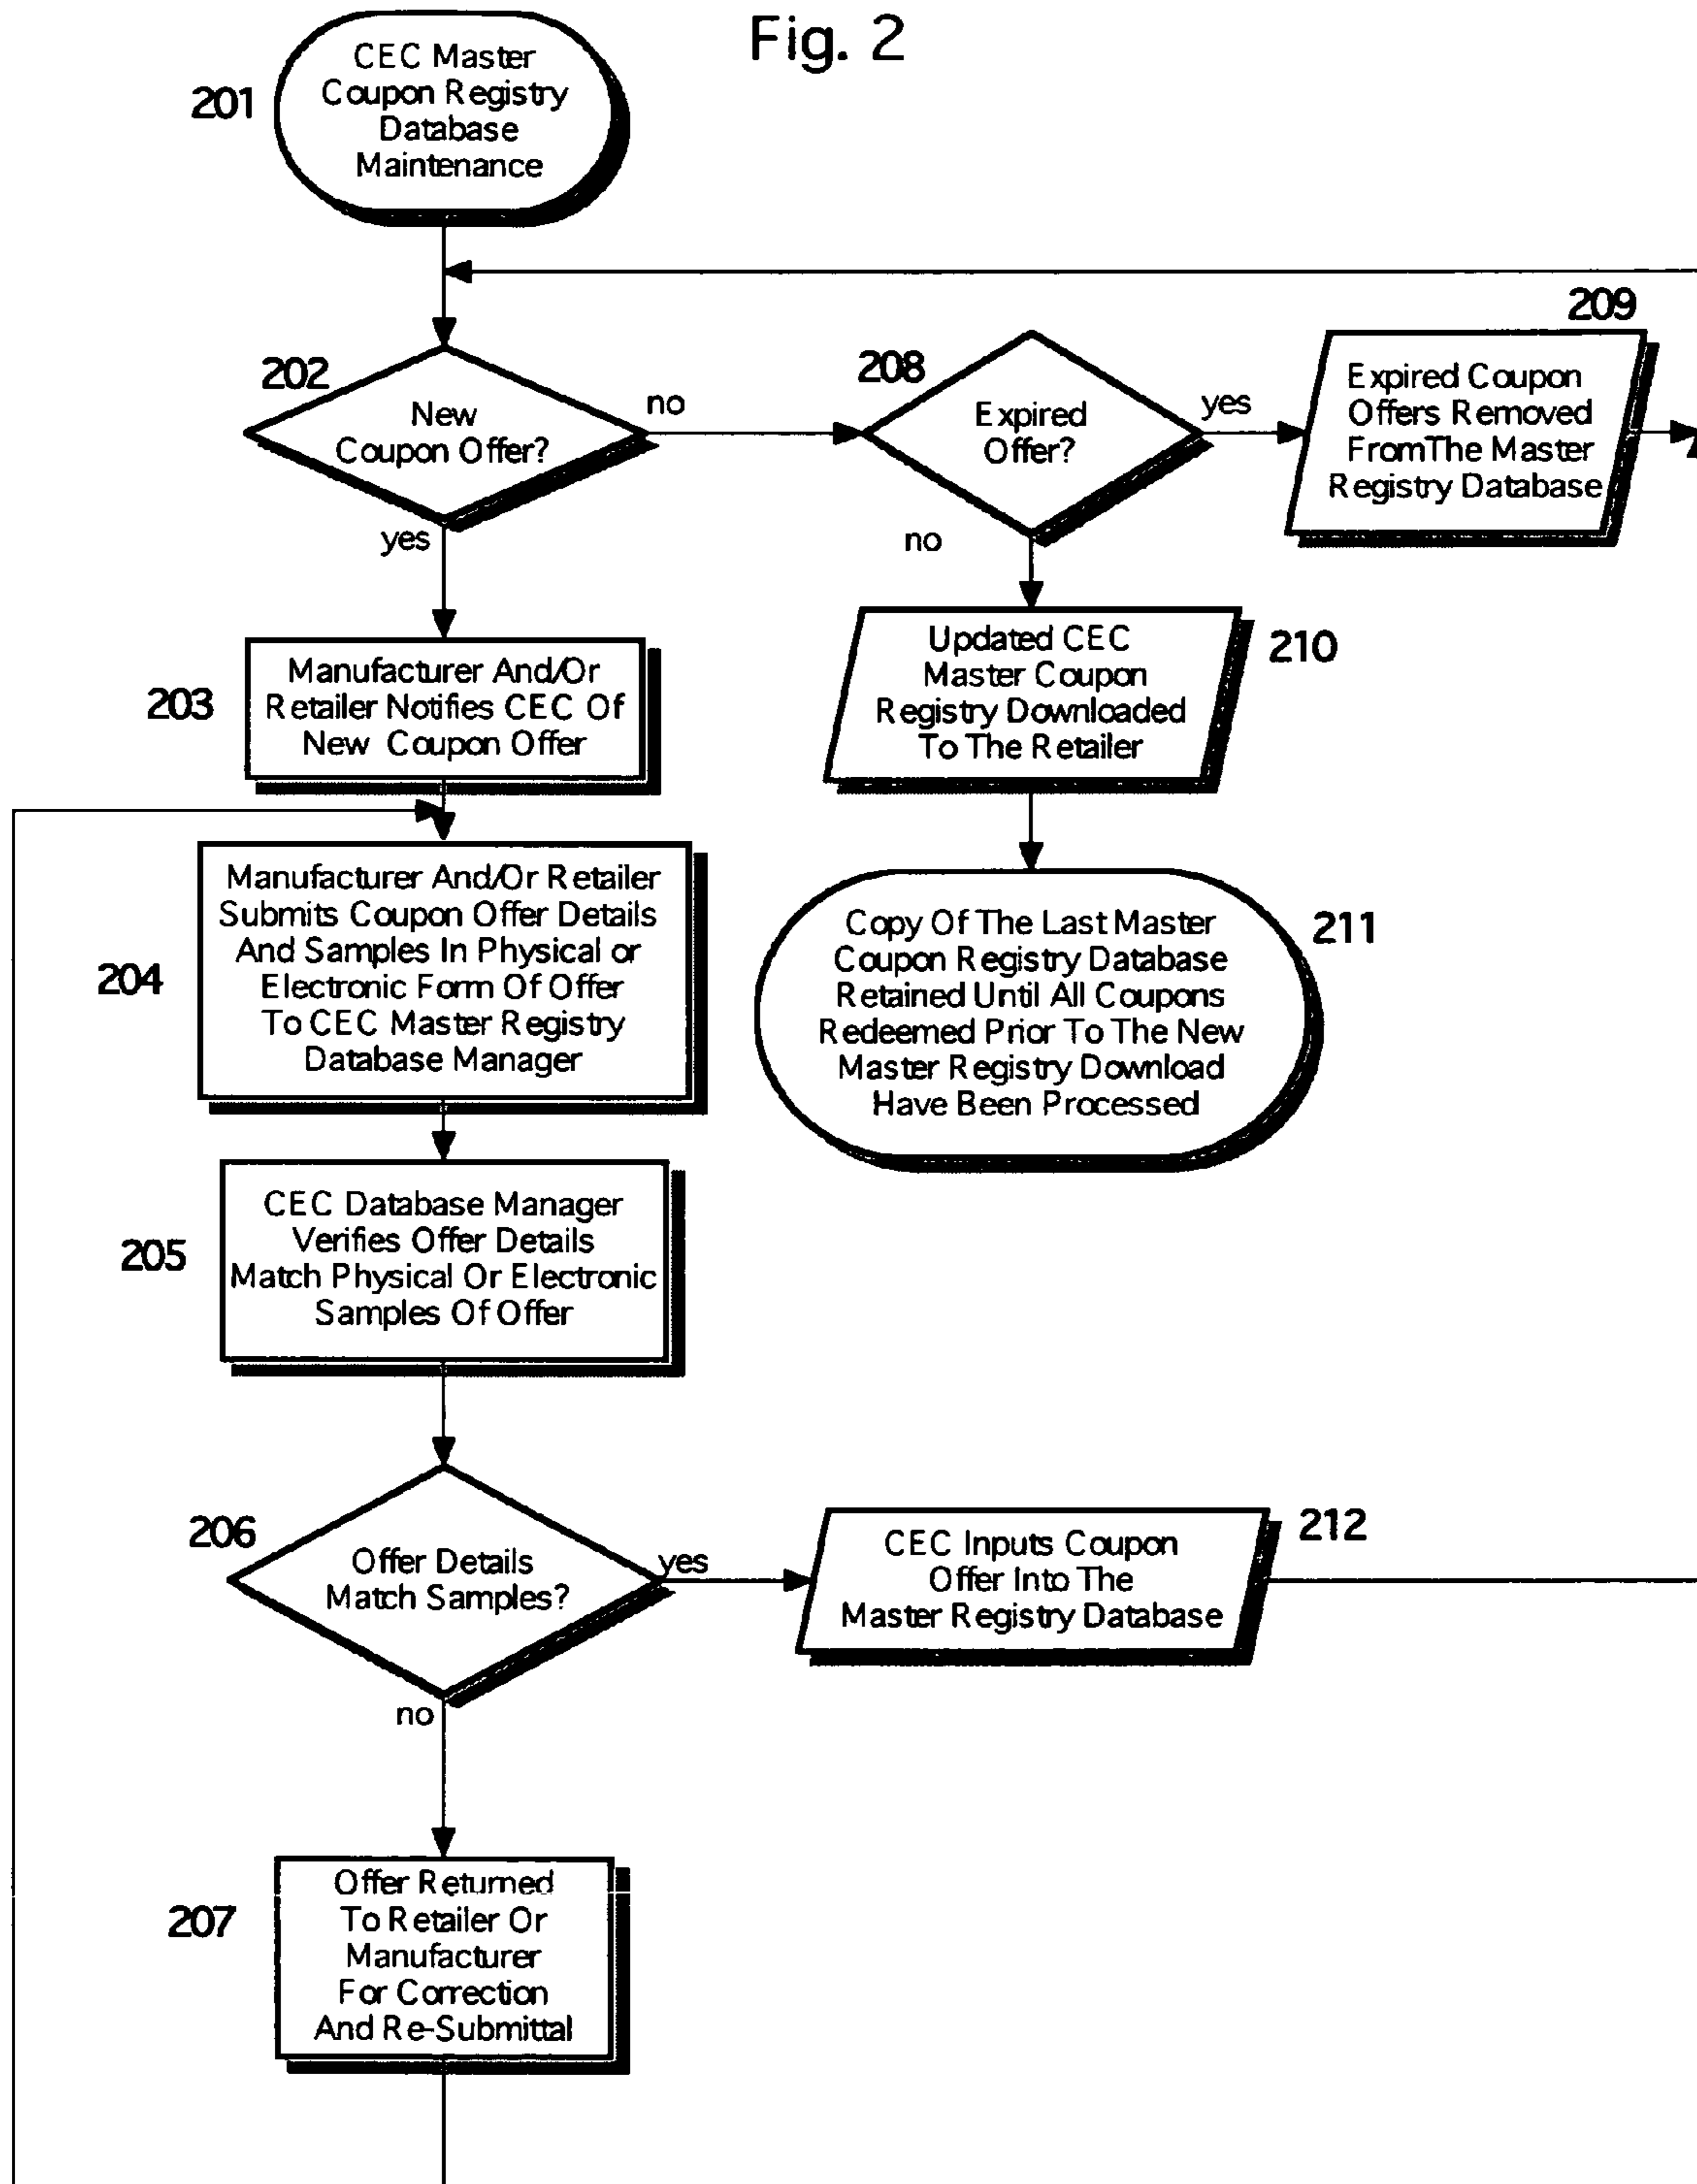 Fig. 2
201
CEC Master
Coupon Registry
Database
Maintenance
202
New
Coupon Offer?
no
yes
208
Expired
Offer?
yes
no
209
Expired Coupon
Offers Removed
FromThe Master
Registry Database
203
Manufacturer And/Or
Retailer Notifies CEC Of
New Coupon Offer
210
Updated CEC
Master Coupon
Registry Downloaded
To The Retailer
204
Manufacturer And/Or Retailer
Submits Coupon Offer Details
And Samples In Physical or
Electronic Form Of Offer
To CEC Master Registry
Database Manager
211
Copy Of The Last Master
Coupon Registry Database
Retained Until All Coupons
Redeemed Prior To The New
Master Registry Download
Have Been Processed
205
CEC Database Manager
Verifies Offer Details
Match Physical Or Electronic
Samples Of Offer
206
Offer Details
Match Samples?
yes
no
212
CEC Inputs Coupon
Offer Into The
Master Registry Database
207
Offer Returned
To Retailer Or
Manufacturer
For Correction
And Re-Submittal